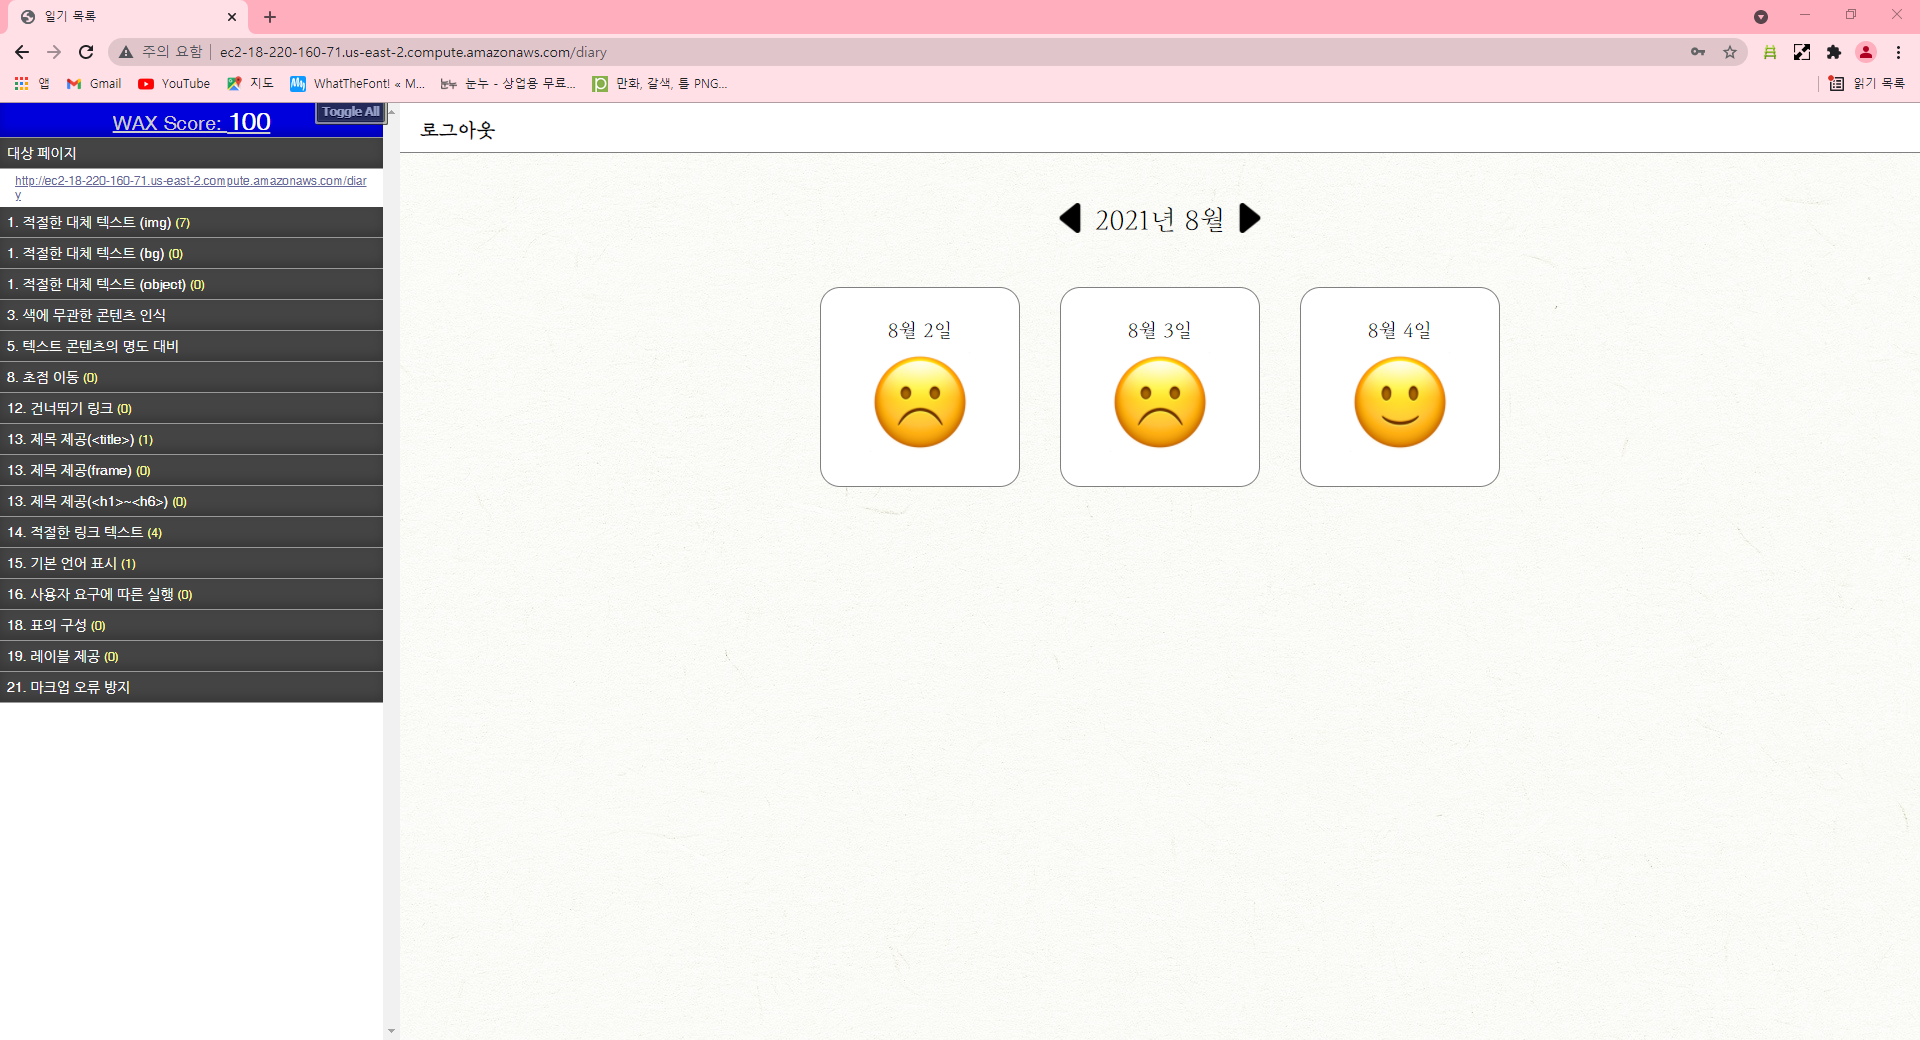 일기 목록
주의 요함
ec2-18-220-160-71.us-east-2.compute.amazonaws.com/diary
앱
Gmail
YouTube
지도
WhatTheFont! « M...
눈누 - 상업용 무료...
만화, 갈색, 틀 PNG...
읽기 목록
WAX Score: 100
Toggle All
대상 페이지
http://ec2-18-220-160-71.us-east-2.compute.amazonaws.com/diar
y
1. 적절한 대체 텍스트 (img) (7)
1. 적절한 대체 텍스트 (bg) (0)
1. 적절한 대체 텍스트 (object) (0)
3. 색에 무관한 콘텐츠 인식
5. 텍스트 콘텐츠의 명도 대비
8. 초점 이동 (0)
12. 건너뛰기 링크 (0)
13. 제목 제공(<title>) (1)
13. 제목 제공(frame) (0)
13. 제목 제공(<h1>~<h6>) (0)
14. 적절한 링크 텍스트 (4)
15. 기본 언어 표시 (1)
16. 사용자 요구에 따른 실행 (0)
18. 표의 구성 (0)
19. 레이블 제공 (0)
21. 마크업 오류 방지
로그아웃
2021년 8월
8월 2일
8월 3일
8월 4일